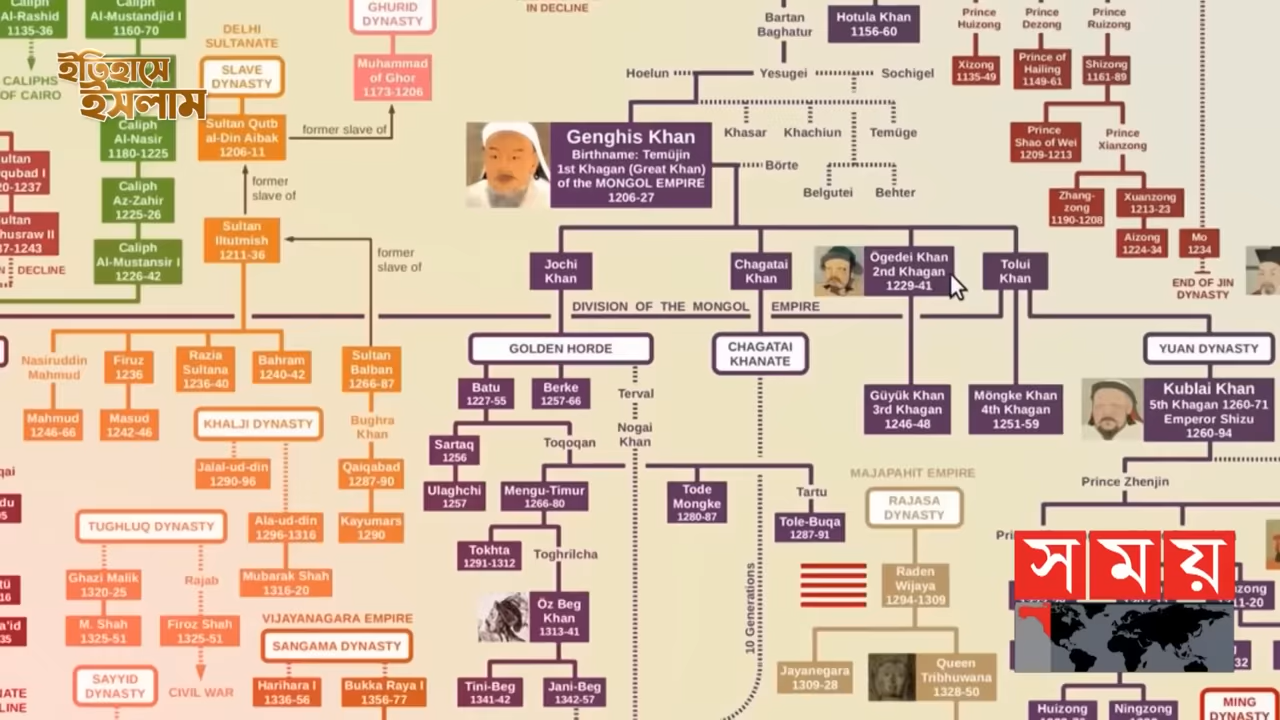 Caliph
Al-Rashid
1135-36
CALIPHS
OF CAIRO
Caliph
Al-Mustandjid I
1160-70
ইতিহাসে
ইসলাম
Caliph
Al-Nasir
1180-1225
Caliph
Az-Zahir
1225-26
Caliph
Al-Mustansir I
1226-42
DECLINE
DELHI
SULTANATE
SLAVE
DYNASTY
Sultan Qutb
al-Din Aibak
1206-11
former slave of
former
slave of
Sultan
Iltutmish
1211-36
former
slave of
GHURID
DYNASTY
Muhammad
of Ghor
1173-1206
IN DECLINE
Bartan
Baghatur
Hotula Khan
1156-60
Hoelun
Yesugei
Sochigel
Khasar
Khachiun
Temüge
Belgutei
Behter
Genghis Khan
Birthname: Temüjin
1st Khagan (Great Khan)
of the MONGOL EMPIRE
1206-27
Börte
Prince
Huizong
Prince
Dezong
Prince
Ruizong
Xizong
1135-49
Prince of
Hailing
1149-61
Shizong
1161-89
Prince
Shao of Wei
1209-1213
Prince
Xianzong
Zhang-
zong
1190-1208
Xuanzong
1213-23
Aizong
1224-34
Mo
1234
END OF JIN
DYNASTY
Jochi
Khan
Chagatai
Khan
Ögedei Khan
2nd Khagan
1229-41
Tolui
Khan
DIVISION OF THE MONGOL EMPIRE
GOLDEN HORDE
CHAGATAI
KHANATE
YUAN DYNASTY
Nasiruddin
Mahmud
Firuz
1236
Razia
Sultana
1236-40
Bahram
1240-42
Sultan
Balban
1266-87
Mahmud
1246-66
Masud
1242-46
KHALJI DYNASTY
Bughra
Khan
Jalal-ud-din
1290-96
Qaiqabad
1287-90
Kayumars
1290
TUGHLUQ DYNASTY
Ala-ud-din
1296-1316
Ghazi Malik
1320-25
Rajab
Mubarak Shah
1316-20
M. Shah
1325-51
Firoz Shah
1325-51
CIVIL WAR
VIJAYANAGARA EMPIRE
SANGAMA DYNASTY
SAYYID
DYNASTY
Harihara I
1336-56
Bukka Raya I
1356-77
Batu
1227-55
Berke
1257-66
Terval
Nogai
Khan
Sartaq
1256
Toqoqan
Ulaghchi
1257
Mengu-Timur
1266-80
Tode
Mongke
1280-87
Tartu
Tole-Buqa
1287-91
Tokhta
1291-1312
Toghrilcha
Öz Beg
Khan
1313-41
Tini-Beg
1341-42
Jani-Beg
1342-57
10 Generations
Güyük Khan
3rd Khagan
1246-48
Möngke Khan
4th Khagan
1251-59
Kublai Khan
5th Khagan 1260-71
Emperor Shizu
1260-94
Prince Zhenjin
MAJAPAHIT EMPIRE
RAJASA
DYNASTY
Raden
Wijaya
1294-1309
Jayanegara
1309-28
Queen
Tribhuwana
1328-50
সময়
Huizong
Ningzong
MING
DYNASTY